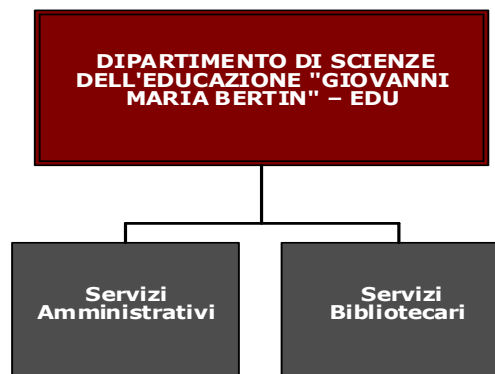 DIPARTIMENTO DI SCIENZE
DELL'EDUCAZIONE "GIOVANNI
MARIA BERTIN" – EDU
Servizi
Amministrativi
Servizi
Bibliotecari